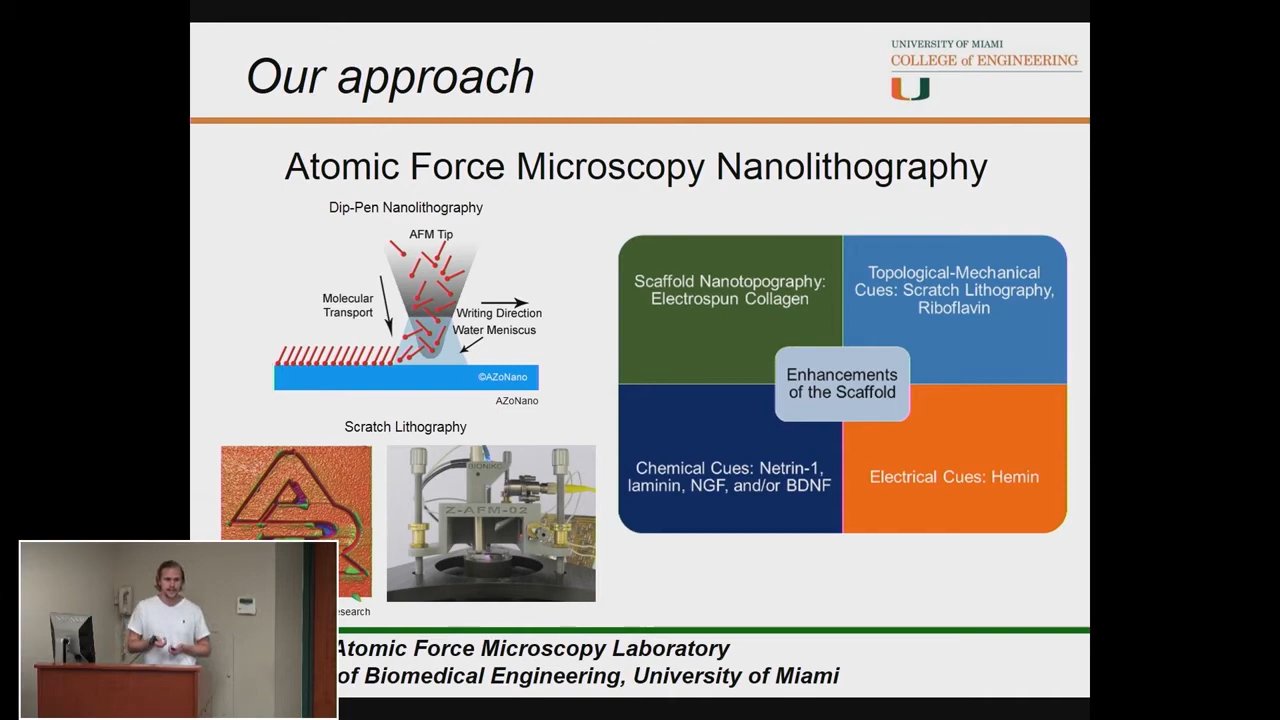 Our approach
UNIVERSITY OF MIAMI
COLLEGE of ENGINEERING
U
Atomic Force Microscopy Nanolithography
Dip-Pen Nanolithography
AFM Tip
Molecular
Transport
Writing Direction
Water Meniscus
©AZoNano
AZoNano
Scratch Lithography
BIONIKO
Z-AFM-02
esearch
Scaffold Nanotopography:
Electrospun Collagen
Topological-Mechanical
Cues: Scratch Lithography,
Riboflavin
Enhancements
of the Scaffold
Chemical Cues: Netrin-1,
laminin, NGF, and/or BDNF
Electrical Cues: Hemin
Atomic Force Microscopy Laboratory
of Biomedical Engineering, University of Miami